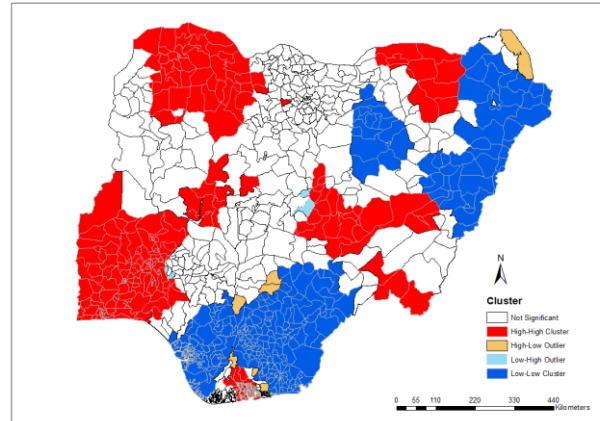 N
Cluster
Not Significant
High-High Cluster
High-Low Outlier
Low-High Outlier
Low-Low Cluster
0 55 110 220 330 440
Kilometers